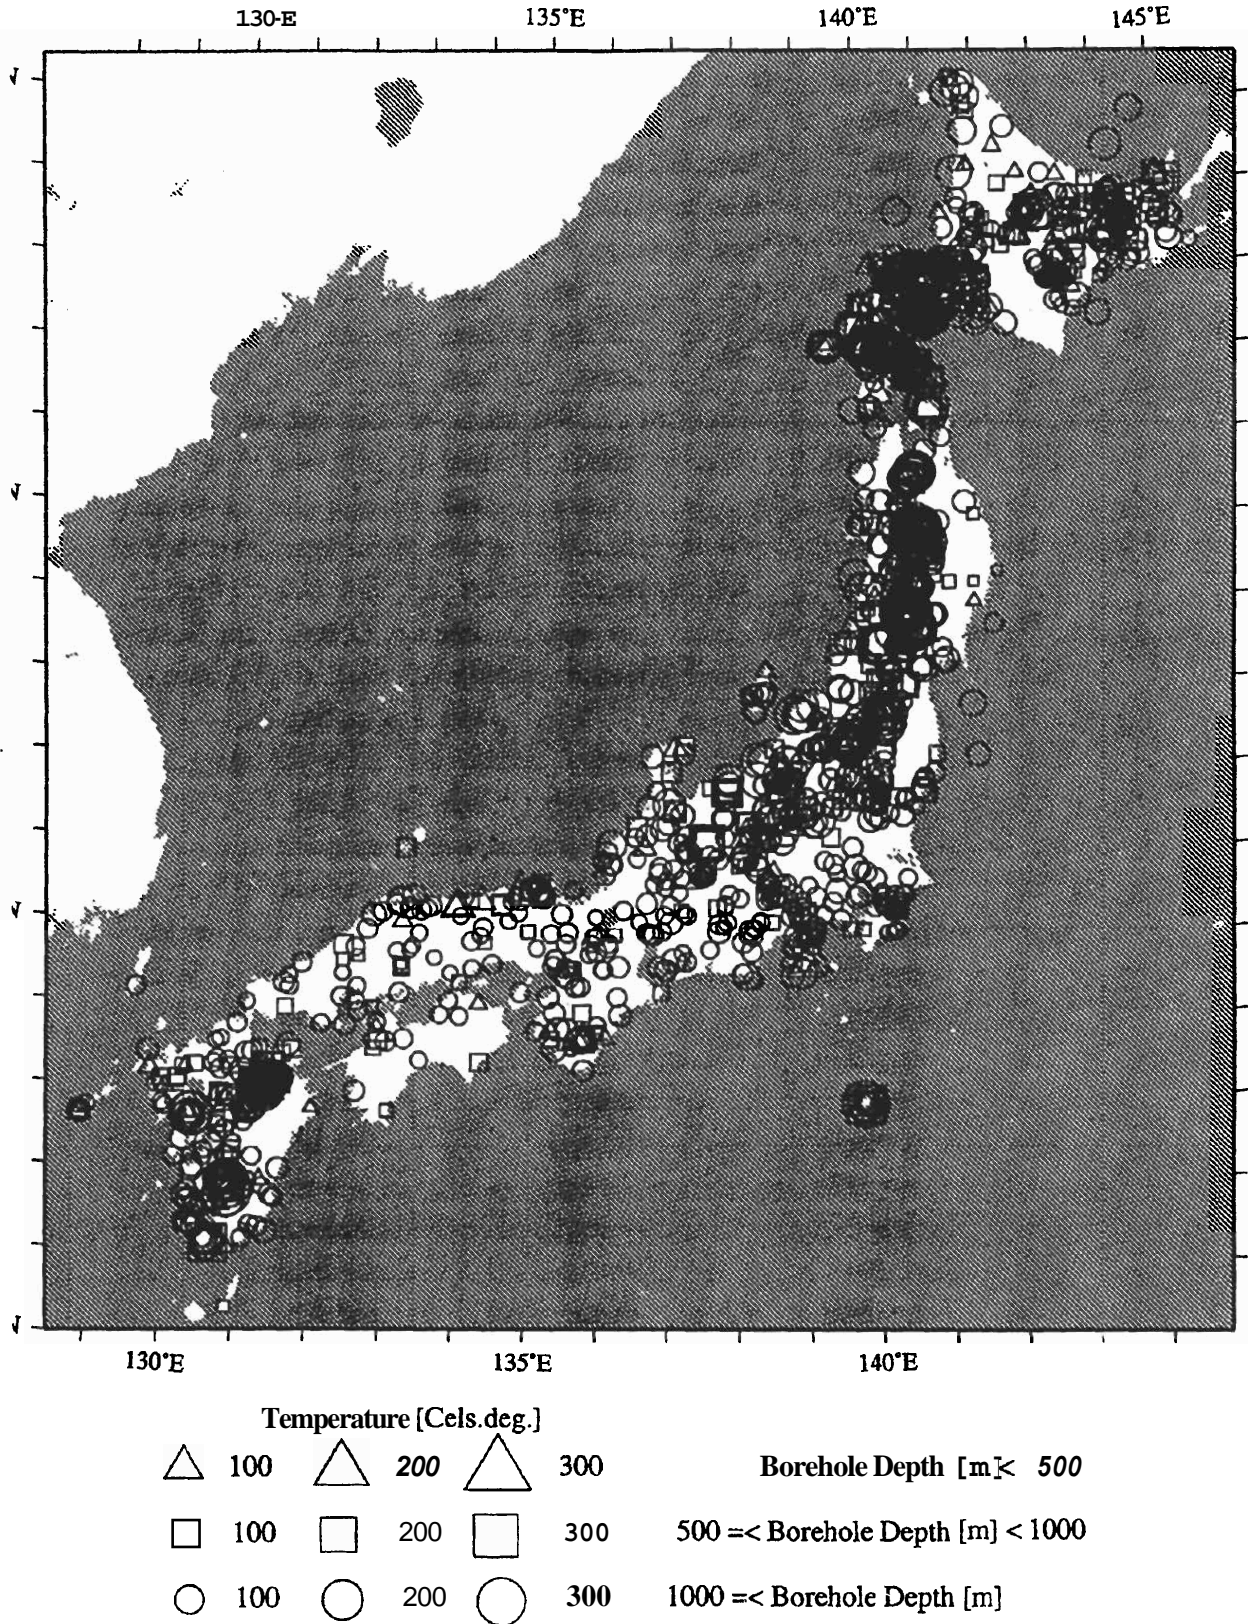 130-E 135°E 140°E 145°E
130°E 135°E 140°E
Temperature [Cels.deg.]
100 200 300 Borehole Depth [m]< 500
100 200 300 500 =< Borehole Depth [m] < 1000
100 200 300 1000 =< Borehole Depth [m]